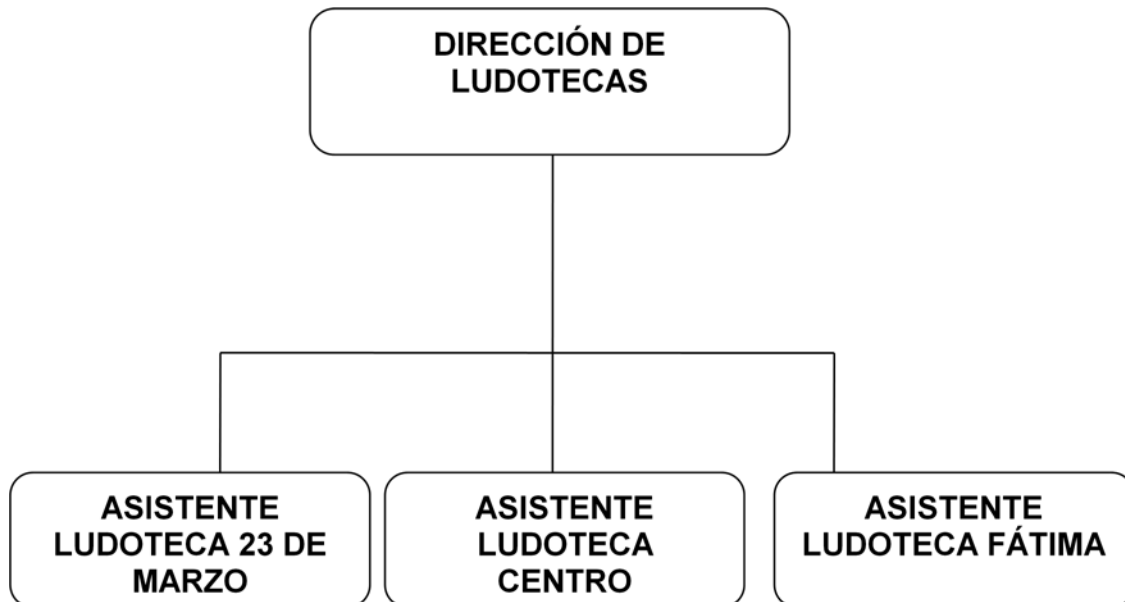 DIRECCIÓN DE
LUDOTECAS
ASISTENTE
LUDOTECA 23 DE
MARZO
ASISTENTE
LUDOTECA
CENTRO
ASISTENTE
LUDOTECA FÁTIMA